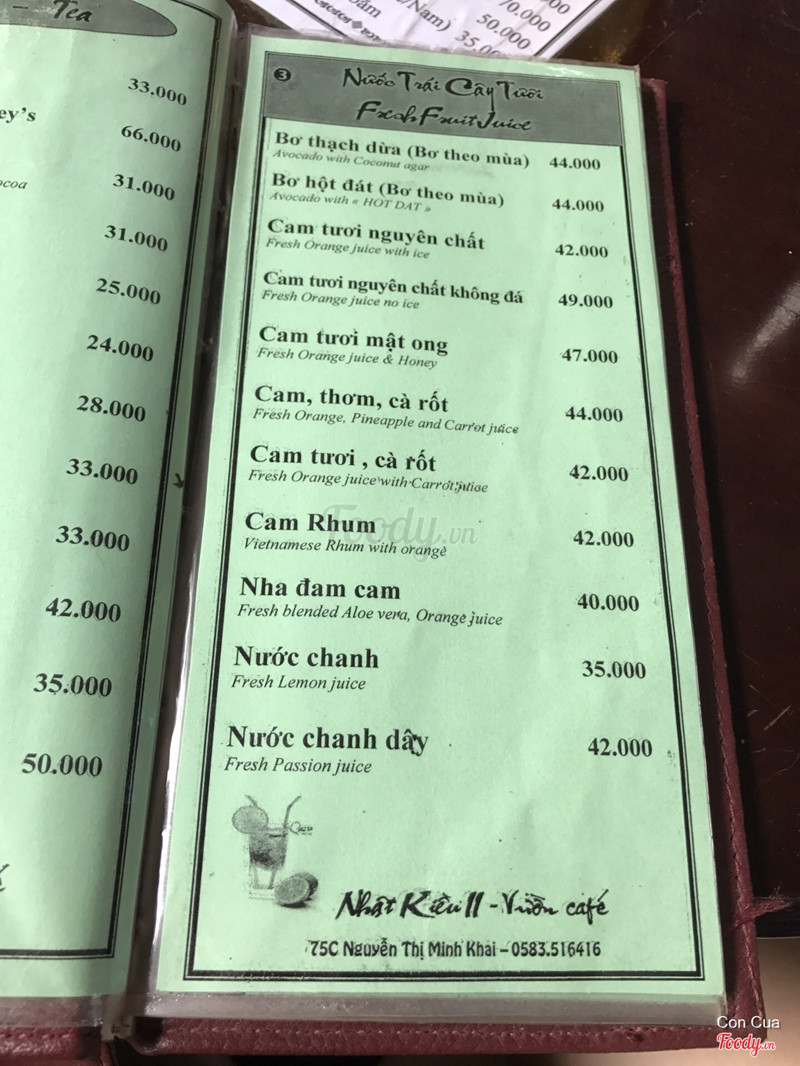 - Tea
33.000
ey's
66.000
ocoa
31.000
31.000
25.000
24.000
28.000
33.000
33.000
42.000
35.000
50.000
70.000
50.000
/Nam)
❸
Nước Trái Cây Tươi
Fresh Fruit Juice
Bơ thạch dừa (Bơ theo mùa) 44.000
Avocado with Coconut agar
Bơ hột đát (Bơ theo mùa) 44.000
Avocado with « HOT DAT »
Cam tươi nguyên chất 42.000
Fresh Orange juice with ice
Cam tươi nguyên chất không đá 49.000
Fresh Orange juice no ice
Cam tươi mật ong 47.000
Fresh Orange juice & Honey
Cam, thơm, cà rốt 44.000
Fresh Orange, Pineapple and Carrot juice
Cam tươi , cà rốt 42.000
Fresh Orange juice with Carrot juice
Cam Rhum 42.000
Vietnamese Rhum with orange
Nha đam cam 40.000
Fresh blended Aloe vera, Orange juice
Nước chanh 35.000
Fresh Lemon juice
Nước chanh dây 42.000
Fresh Passion juice
Nhật Kiều II - Vườn café
75C Nguyễn Thị Minh Khai – 0583.516416
Foody.vn
Con Cua
Foody.vn